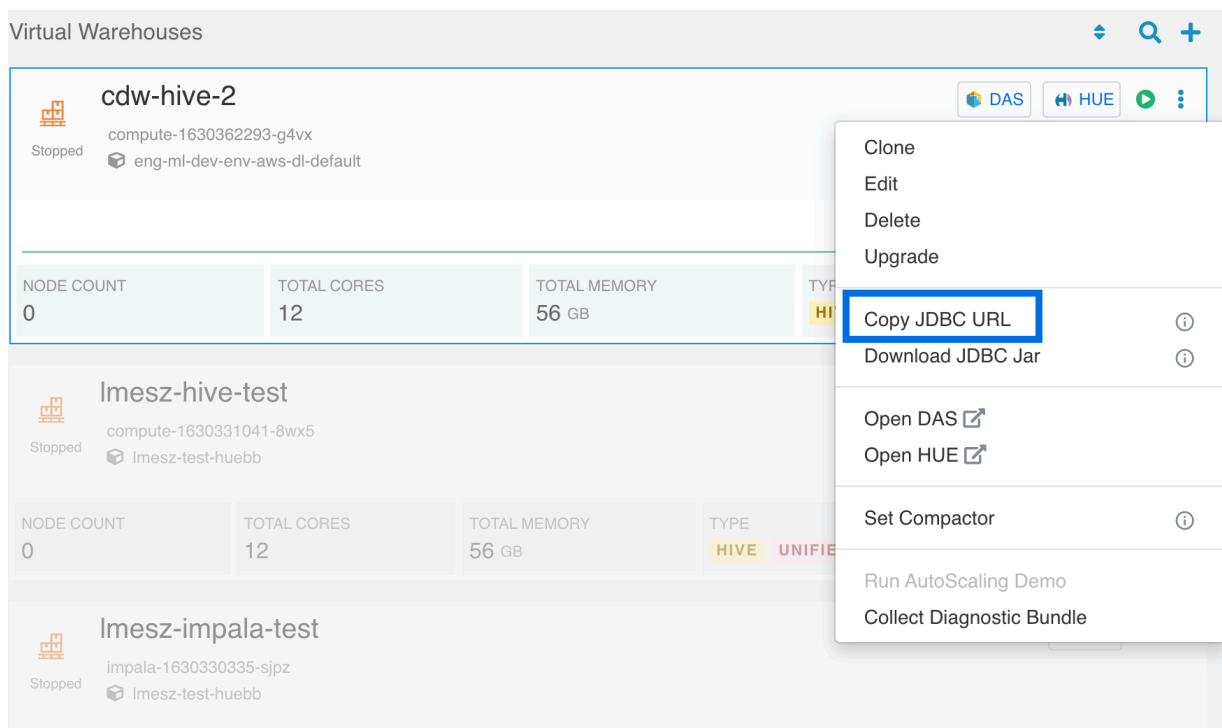 Virtual Warehouses
cdw-hive-2
DAS
HUE
Stopped
compute-1630362293-g4vx
eng-ml-dev-env-aws-dl-default
NODE COUNT
0
TOTAL CORES
12
TOTAL MEMORY
56 GB
Clone
Edit
Delete
Upgrade
Copy JDBC URL
Download JDBC Jar
Open DAS
Open HUE
Set Compactor
Run AutoScaling Demo
Collect Diagnostic Bundle
lmesz-hive-test
Stopped
compute-1630331041-8wx5
lmesz-test-huebb
NODE COUNT
0
TOTAL CORES
12
TOTAL MEMORY
56 GB
TYPE
HIVE
lmesz-impala-test
Stopped
impala-1630330335-sjpz
lmesz-test-huebb